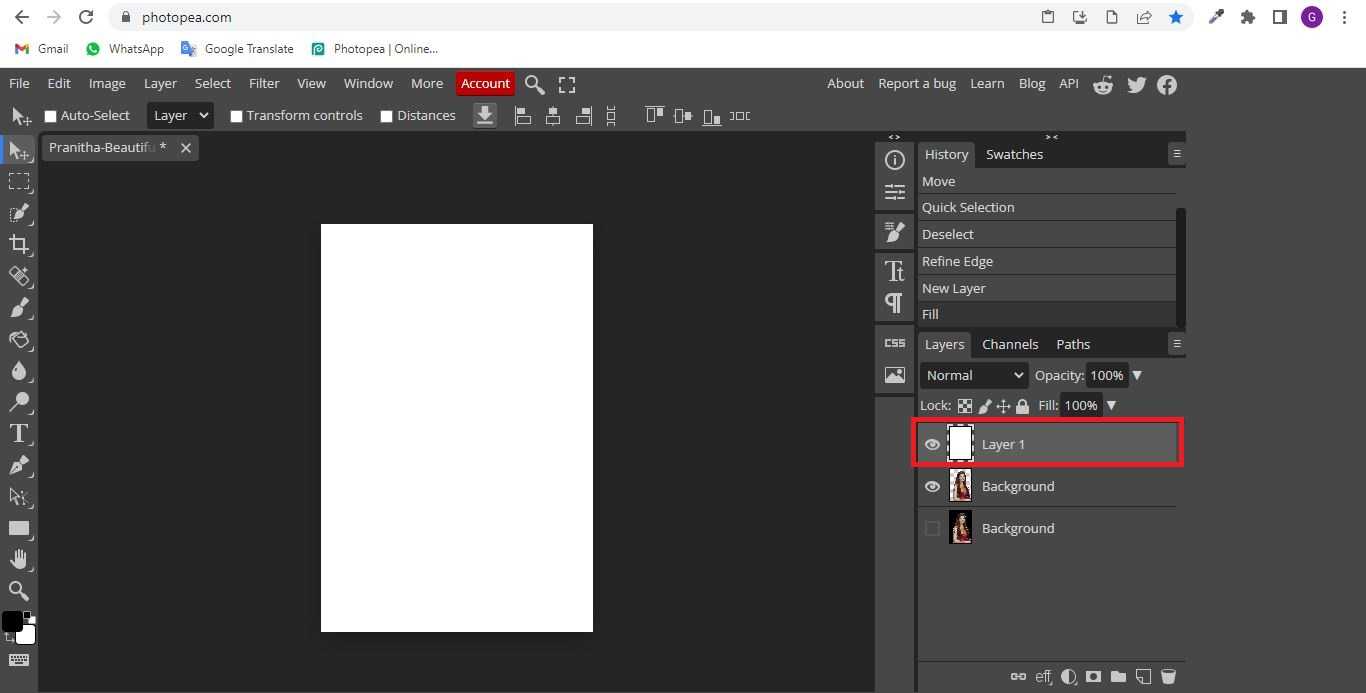 photopea.com
G
Gmail WhatsApp Google Translate Photopea | Online...
File Edit Image Layer Select Filter View Window More Account About Report a bug Learn Blog API
Auto-Select Layer Transform controls Distances
Pranitha-Beautifu *
< > > <
History Swatches
Move
Quick Selection
Deselect
Refine Edge
New Layer
Fill
Tt
CSS
Layers Channels Paths
Normal Opacity: 100%
Lock: Fill: 100%
Layer 1
Background
Background
T
eff